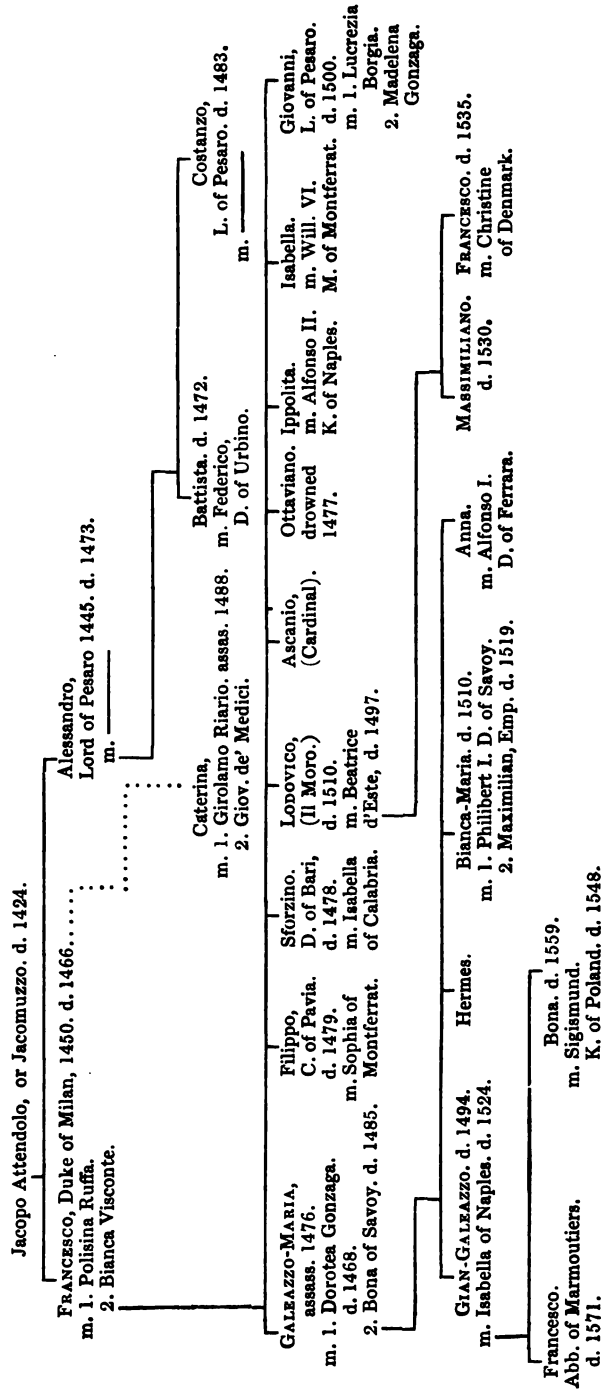 Jacopo Attendolo, or Jacomuzzo. d. 1424.
FRANCESCO, Duke of Milan, 1450. d. 1466
m. 1. Polisina Ruffa.
2. Bianca Visconte.
Alessandro,
Lord of Pesaro 1445. d. 1473.
m.
Caterina,
m. 1. Girolamo Riario. assas. 1488.
2. Giov. de' Medici.
Battista. d. 1472.
m. Federico,
D. of Urbino.
Costanzo,
L. of Pesaro. d. 1483.
m.
GALEAZZO-MARIA,
assass. 1476.
m. 1. Dorotea Gonzaga.
d. 1468.
2. Bona of Savoy. d. 1485.
Filippo,
C. of Pavia.
d. 1479.
m. Sophia of
Montferrat.
Sforzino.
D. of Bari,
d. 1478.
m. Isabella
of Calabria.
LODOVICO,
(Il Moro.)
d. 1510.
m. Beatrice
d'Este, d. 1497.
Ascanio,
(Cardinal).
Ottaviano.
drowned
1477.
Ippolita.
m. Alfonso II.
K. of Naples.
Isabella.
m. Will. VI.
M. of Montferrat.
Giovanni,
L. of Pesaro.
d. 1500.
m. 1. Lucrezia
Borgia.
2. Madelena
Gonzaga.
GIAN-GALEAZZO. d. 1494.
m. Isabella of Naples. d. 1524.
Hermes.
Bianca-Maria. d. 1510.
m. 1. Philibert I. D. of Savoy.
2. Maximilian, Emp. d. 1519.
Anna.
m. Alfonso I.
D. of Ferrara.
MASSIMILIANO.
d. 1530.
FRANCESCO. d. 1535.
m. Christine
of Denmark.
Francesco.
Abb. of Marmoutiers.
d. 1571.
Bona. d. 1559.
m. Sigismund.
K. of Poland. d. 1548.